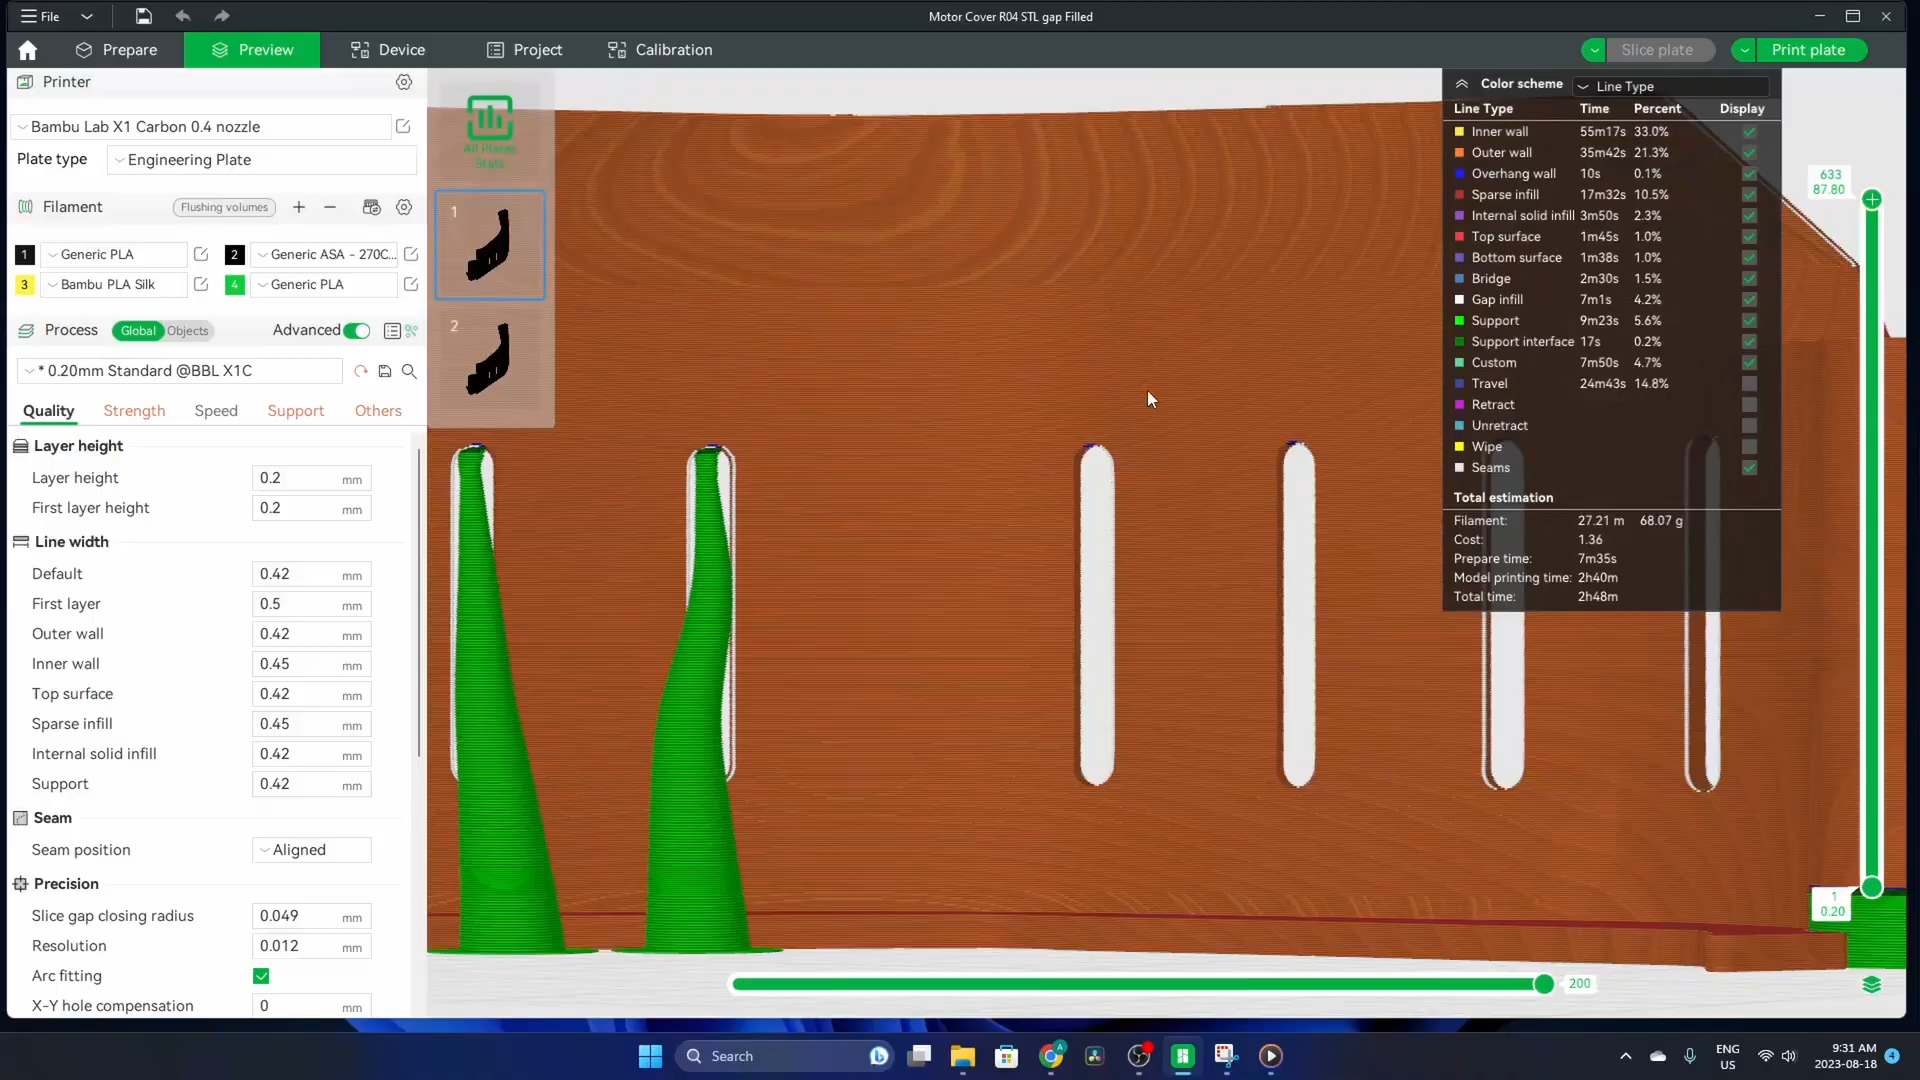 File
Motor Cover R04 STL gap Filled
Prepare
Preview
Device
Project
Calibration
Slice plate
Print plate
Printer
Bambu Lab X1 Carbon 0.4 nozzle
Plate type
Engineering Plate
Filament
Flushing volumes
1
Generic PLA
2
Generic ASA - 270C...
3
Bambu PLA Silk
4
Generic PLA
Process
Global
Objects
Advanced
* 0.20mm Standard @BBL X1C
Quality
Strength
Speed
Support
Others
Layer height
Layer height 0.2 mm
First layer height 0.2 mm
Line width
Default 0.42 mm
First layer 0.5 mm
Outer wall 0.42 mm
Inner wall 0.45 mm
Top surface 0.42 mm
Sparse infill 0.45 mm
Internal solid infill 0.42 mm
Support 0.42 mm
Seam
Seam position Aligned
Precision
Slice gap closing radius 0.049 mm
Resolution 0.012 mm
Arc fitting
X-Y hole compensation 0 mm
All Plates
Stats
1
2
Color scheme Line Type
Line Type Time Percent Display
Inner wall 55m17s 33.0%
Outer wall 35m42s 21.3%
Overhang wall 10s 0.1%
Sparse infill 17m32s 10.5%
Internal solid infill 3m50s 2.3%
Top surface 1m45s 1.0%
Bottom surface 1m38s 1.0%
Bridge 2m30s 1.5%
Gap infill 7m1s 4.2%
Support 9m23s 5.6%
Support interface 17s 0.2%
Custom 7m50s 4.7%
Travel 24m43s 14.8%
Retract
Unretract
Wipe
Seams
Total estimation
Filament: 27.21 m 68.07 g
Cost: 1.36
Prepare time: 7m35s
Model printing time: 2h40m
Total time: 2h48m
633
87.80
1
0.20
200
Search
A
ENG
US
9:31 AM
2023-08-18
4